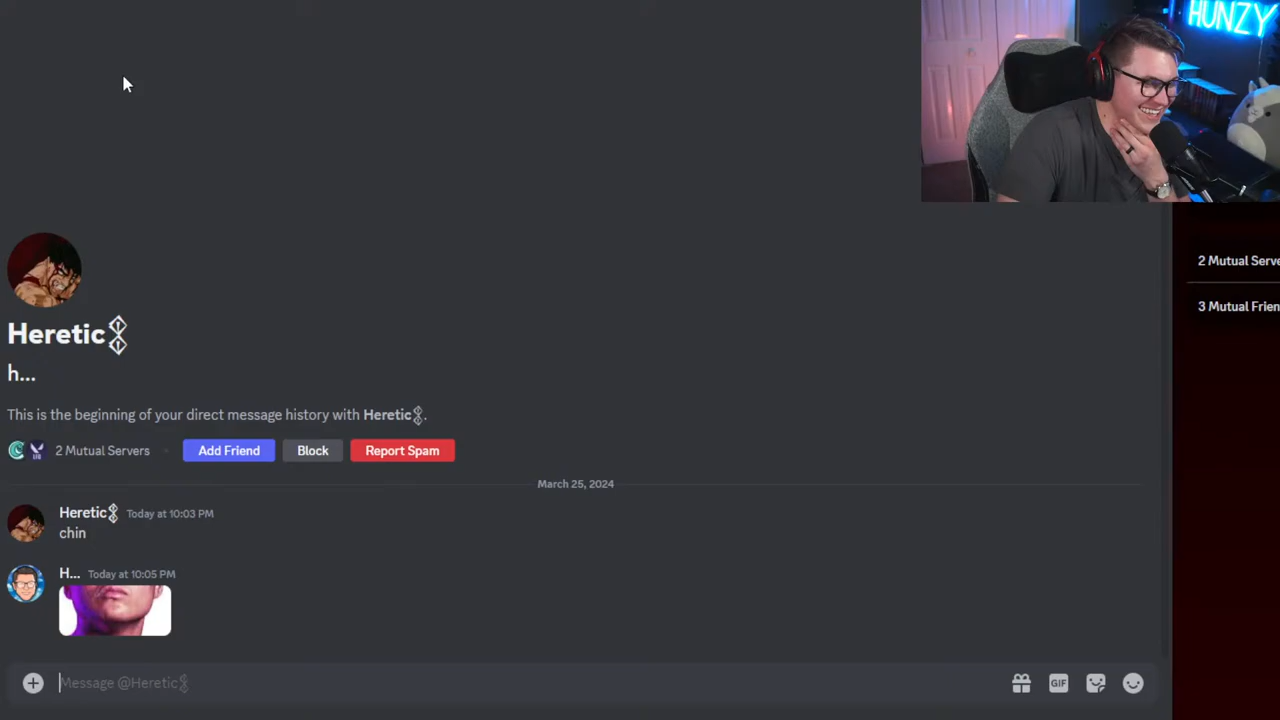 HUNZY
2 Mutual Serve
3 Mutual Frien
Heretic
h...
This is the beginning of your direct message history with Heretic.
2 Mutual Servers
Add Friend
Block
Report Spam
March 25, 2024
Heretic Today at 10:03 PM
chin
H... Today at 10:05 PM
Message @Heretic
GIF